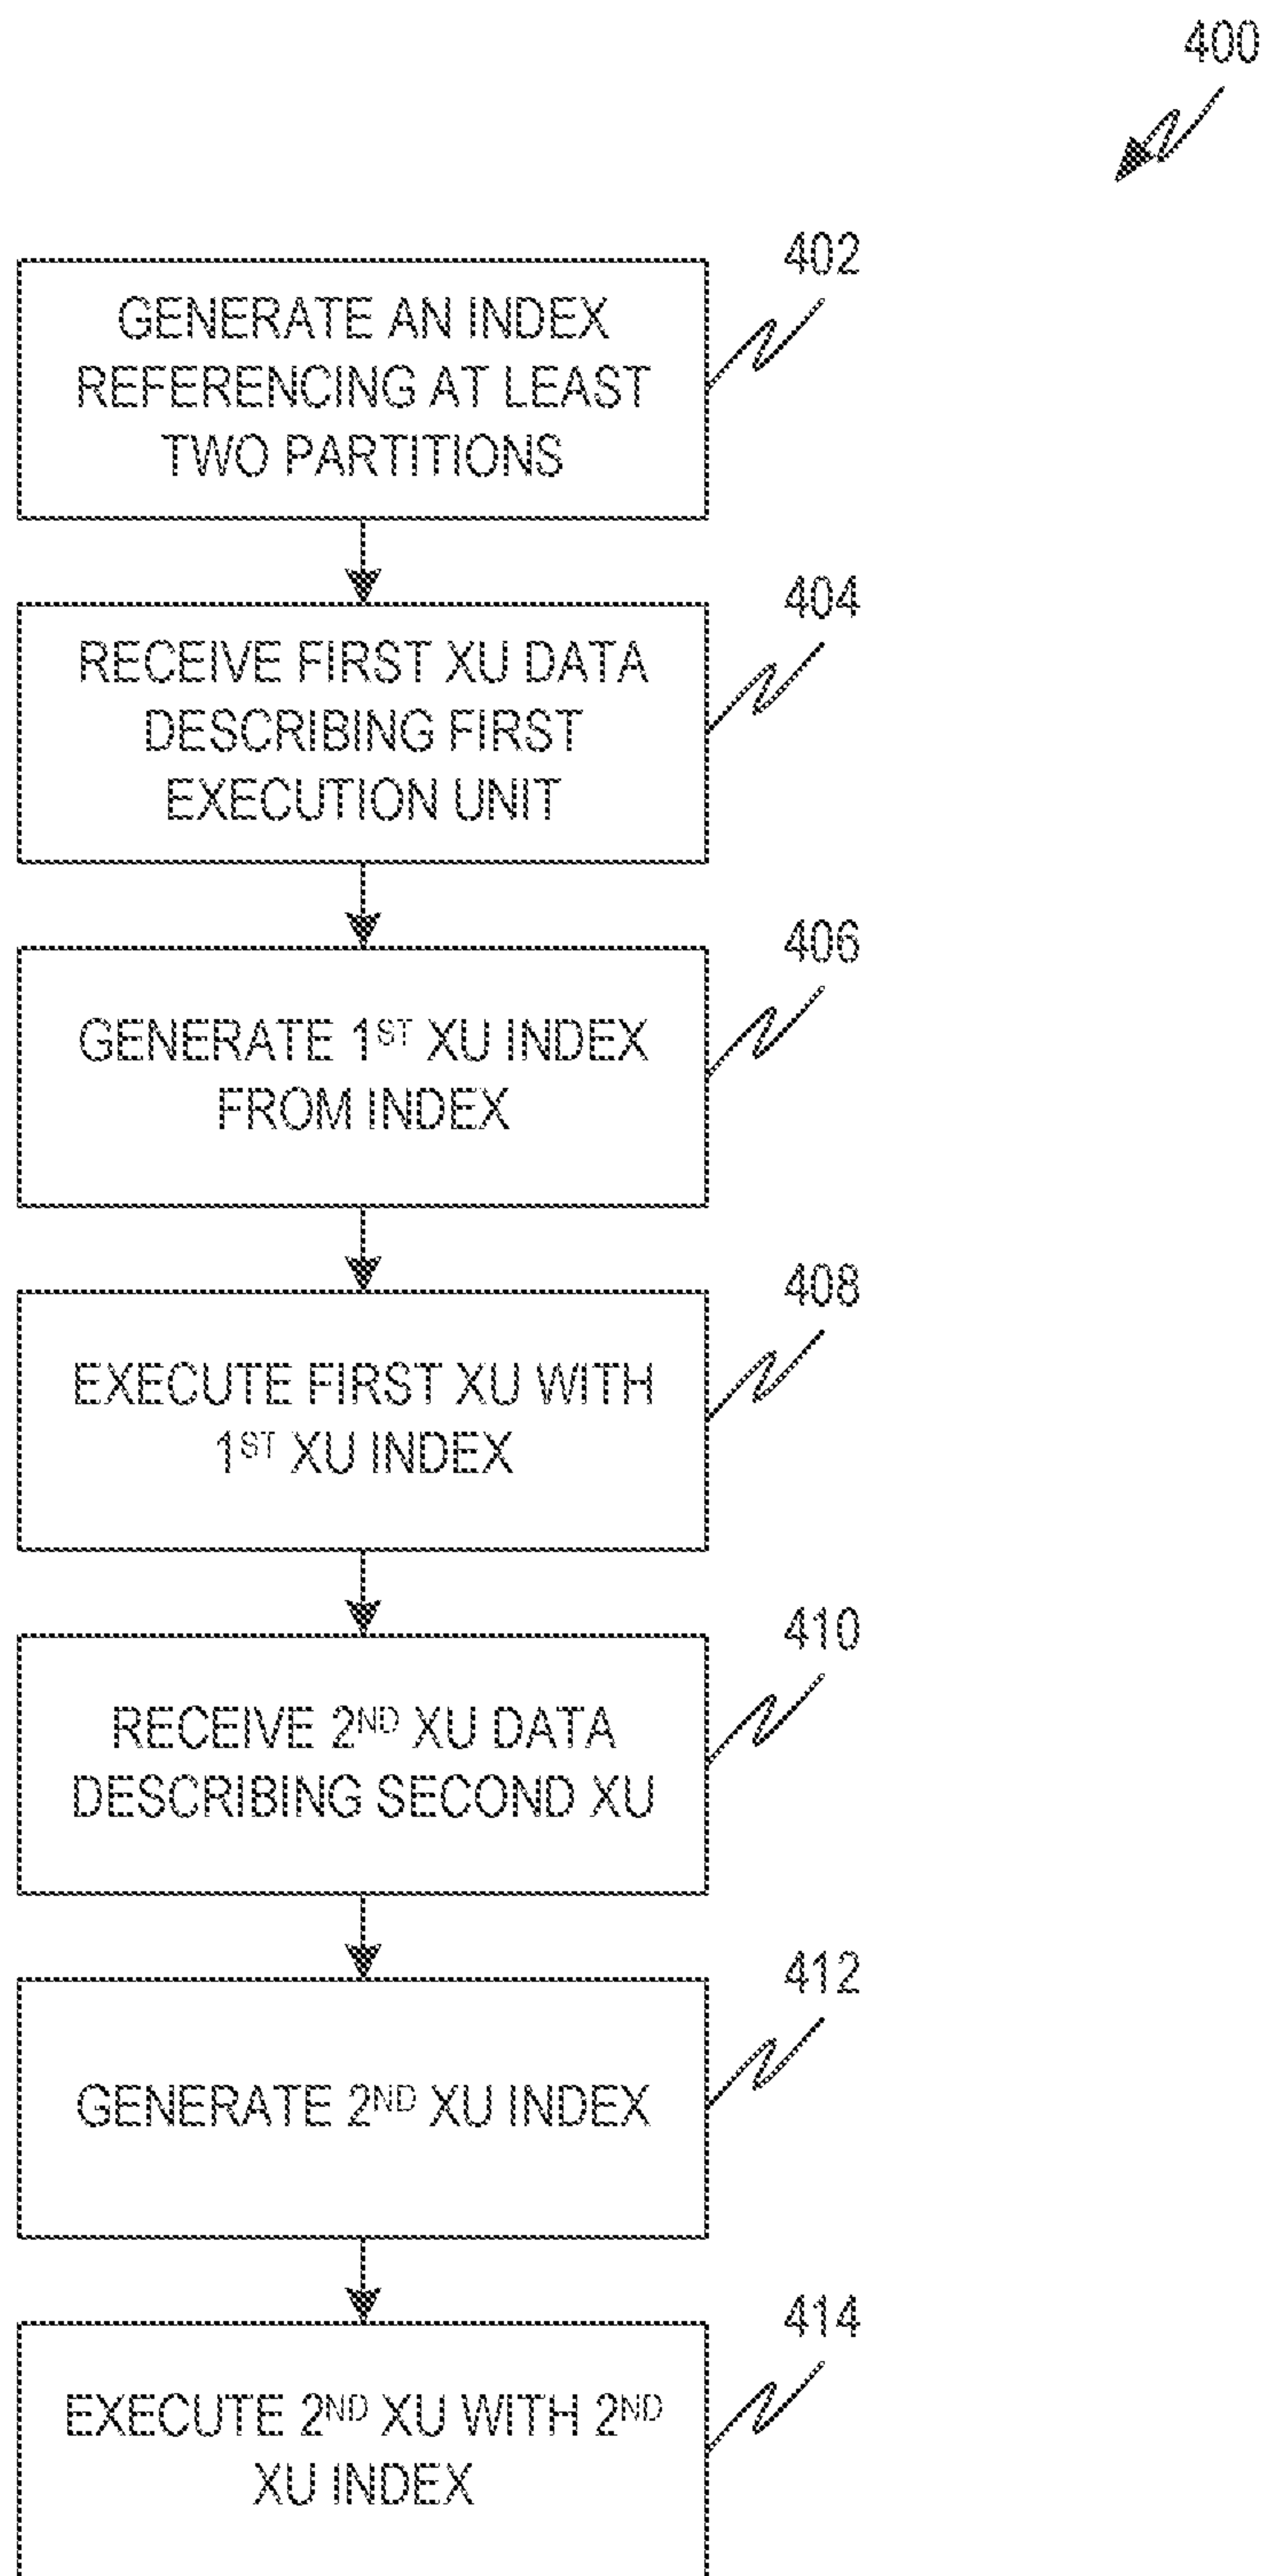 400
402
GENERATE AN INDEX
REFERENCING AT LEAST
TWO PARTITIONS
404
RECEIVE FIRST XU DATA
DESCRIBING FIRST
EXECUTION UNIT
406
GENERATE 1ST XU INDEX
FROM INDEX
408
EXECUTE FIRST XU WITH
1ST XU INDEX
410
RECEIVE 2ND XU DATA
DESCRIBING SECOND XU
412
GENERATE 2ND XU INDEX
414
EXECUTE 2ND XU WITH 2ND
XU INDEX